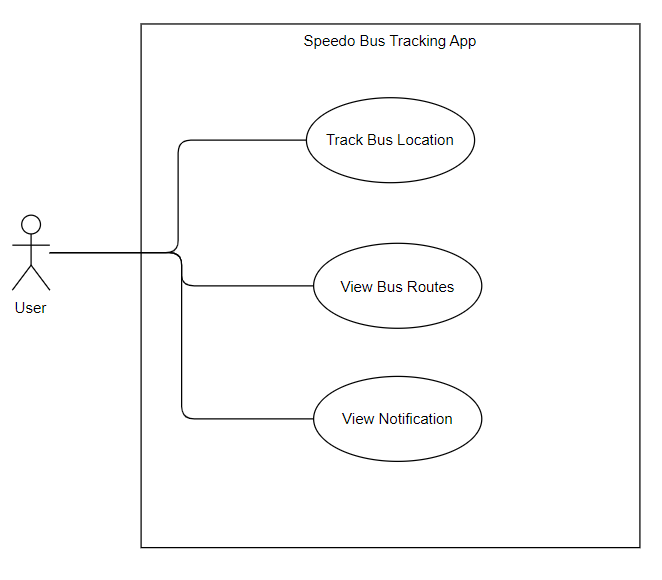 Speedo Bus Tracking App
Track Bus Location
View Bus Routes
User
View Notification